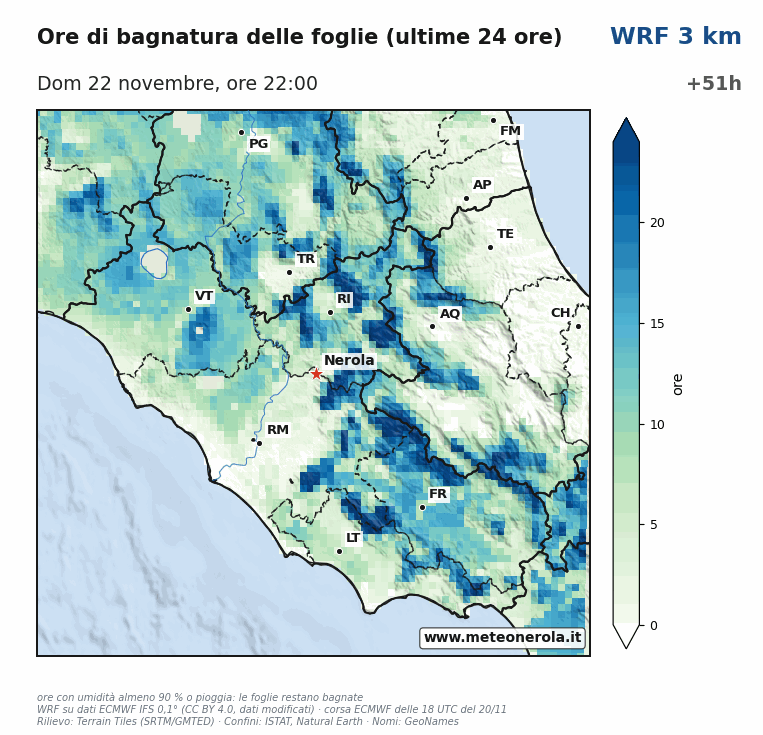 Ore di bagnatura delle foglie (ultime 24 ore)
WRF 3 km
Dom 22 novembre, ore 22:00
+51h
FM
PG
AP
TE
TR
VT
RI
AQ
CH
Nerola
RM
FR
LT
20
15
10
5
0
ore
www.meteonerola.it
ore con umidità almeno 90 % o pioggia: le foglie restano bagnate
WRF su dati ECMWF IFS 0,1° (CC BY 4.0, dati modificati) · corsa ECMWF delle 18 UTC del 20/11
Rilievo: Terrain Tiles (SRTM/GMTED) · Confini: ISTAT, Natural Earth · Nomi: GeoNames